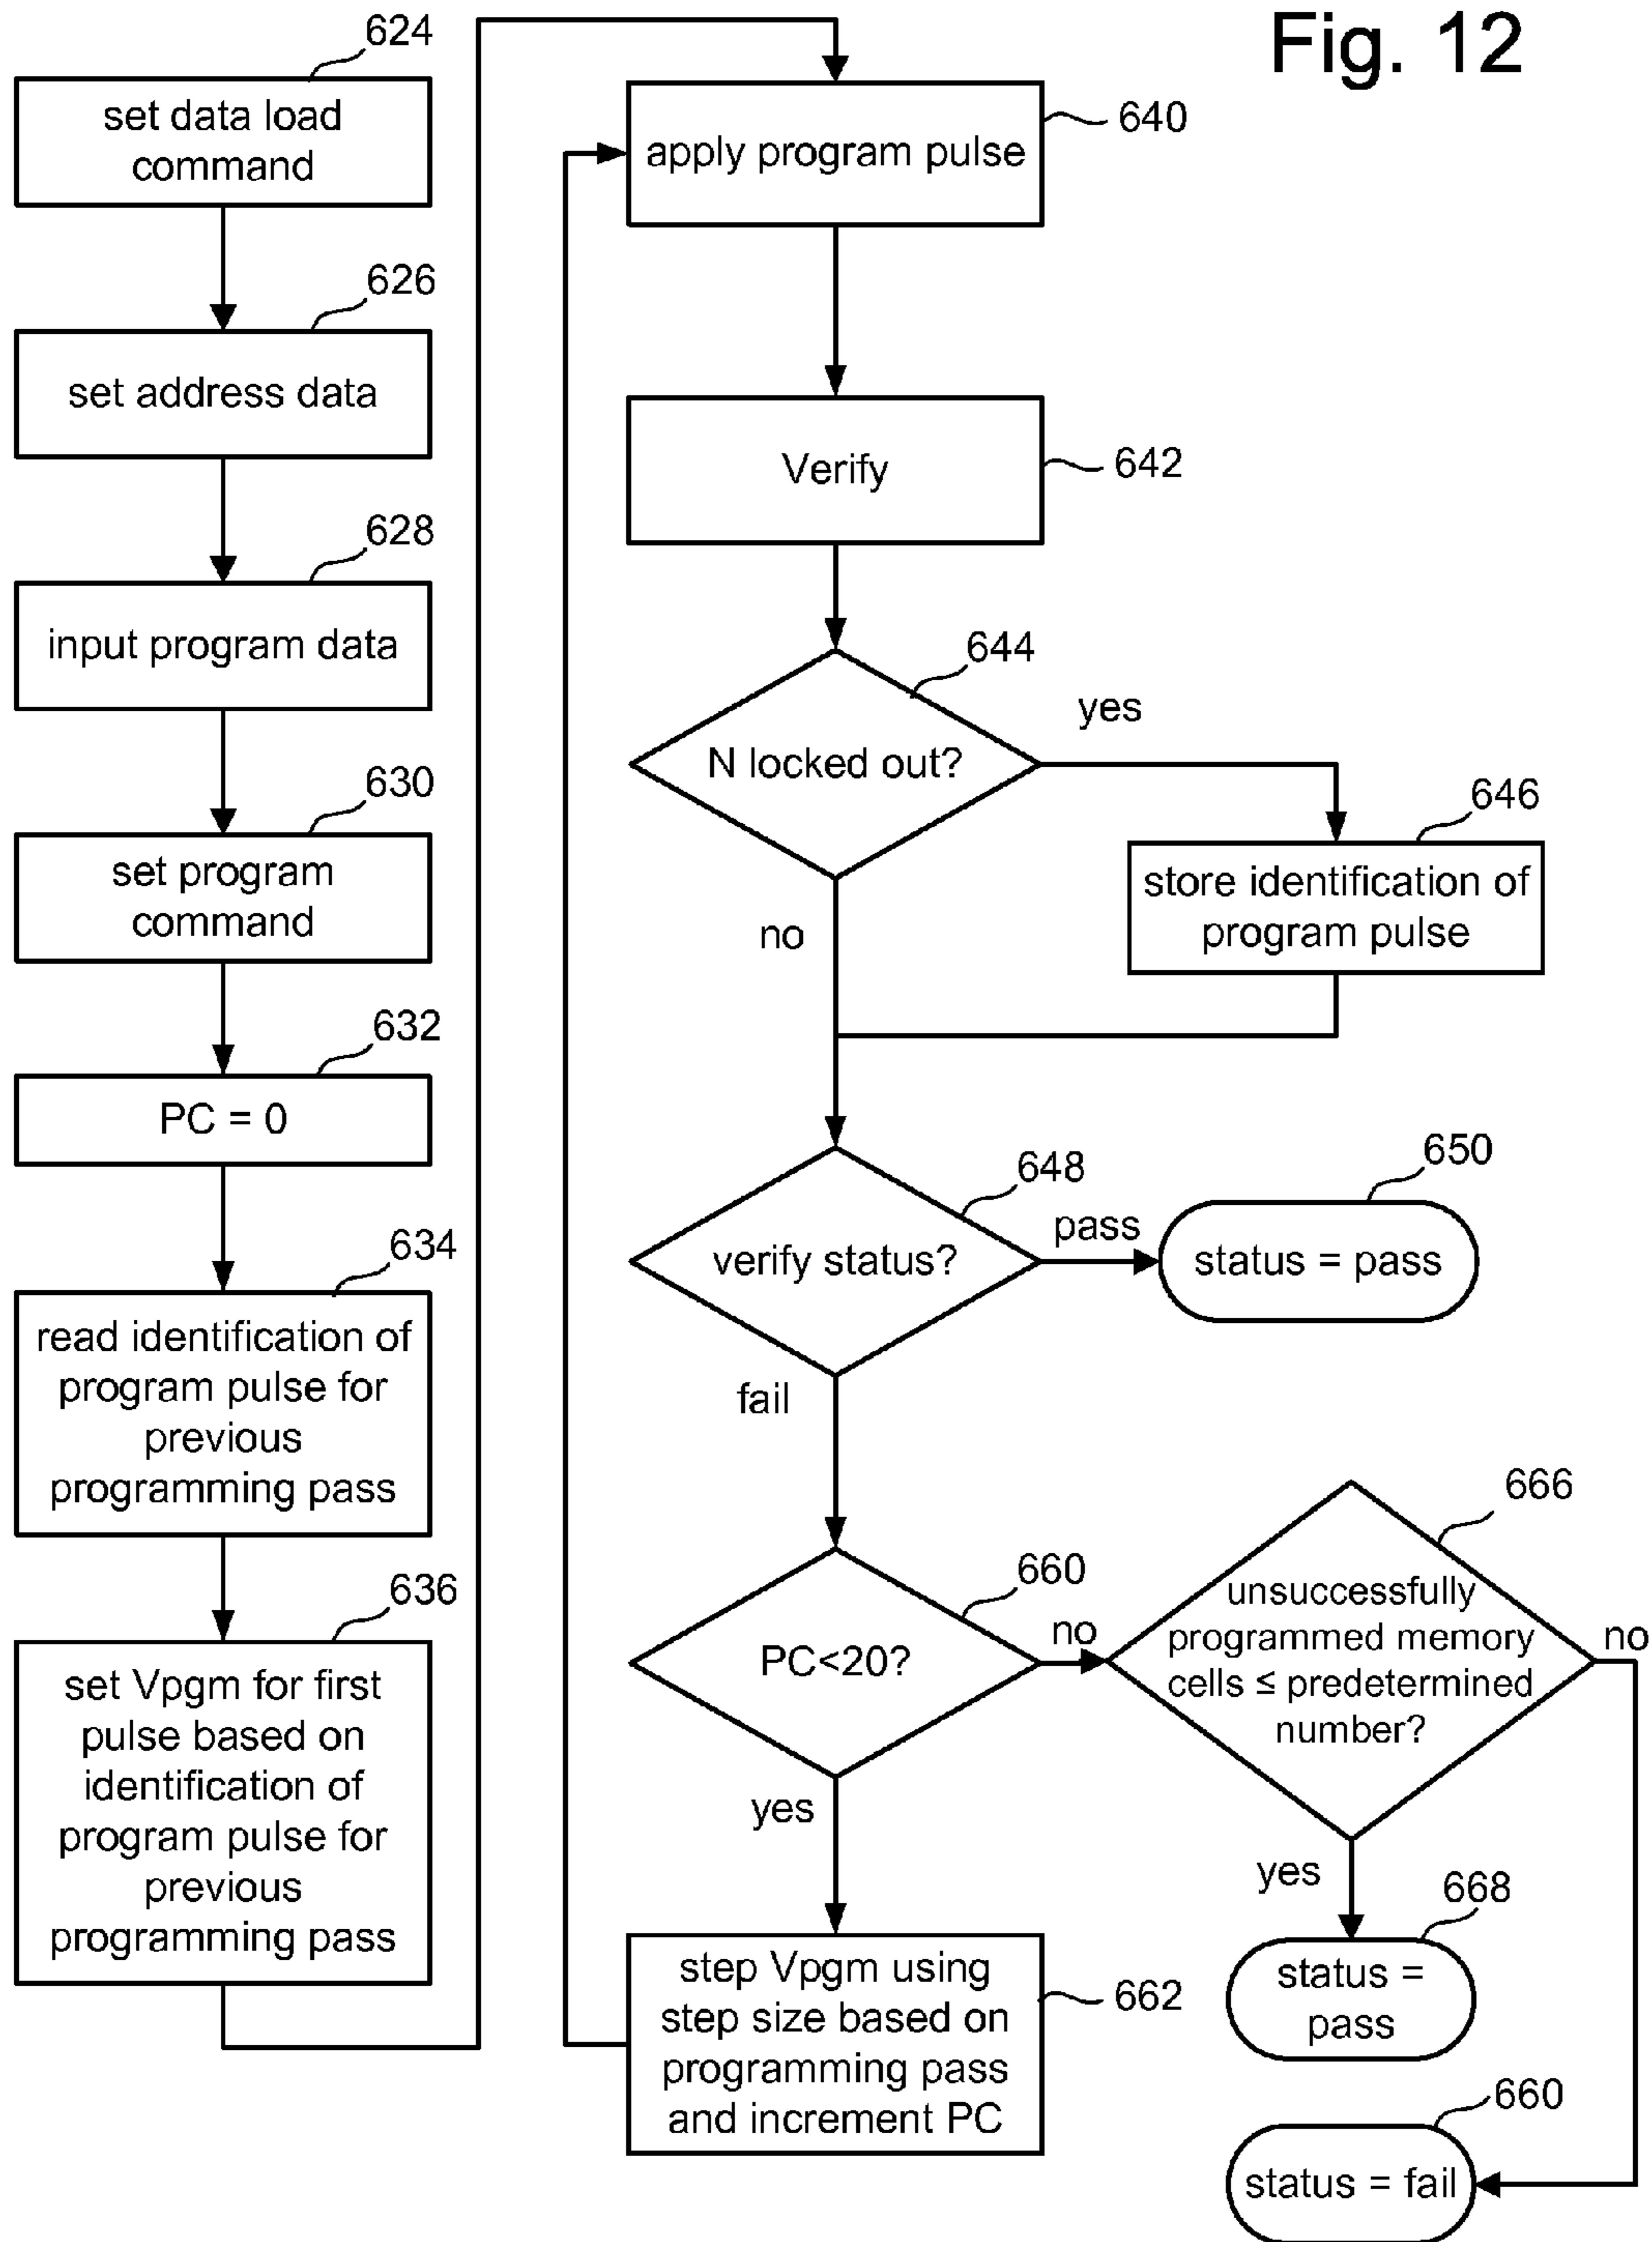 Fig. 12
624
set data load
command
626
set address data
628
input program data
630
set program
command
632
PC = 0
634
read identification of
program pulse for
previous
programming pass
636
set Vpgm for first
pulse based on
identification of
program pulse for
previous
programming pass
640
apply program pulse
Verify
642
644
N locked out?
yes
no
646
store identification of
program pulse
648
verify status?
pass
650
status = pass
fail
660
PC<20?
no
yes
666
unsuccessfully
programmed memory
cells ≤ predetermined
number?
no
yes
668
status =
pass
662
step Vpgm using
step size based on
programming pass
and increment PC
660
status = fail